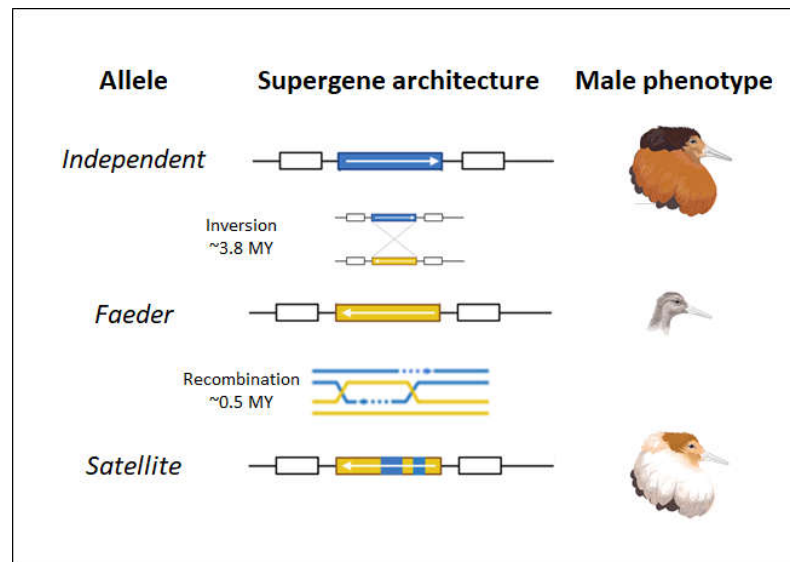 Allele Supergene architecture Male phenotype
Independent
Inversion
~3.8 MY
Faeder
Recombination
~0.5 MY
Satellite